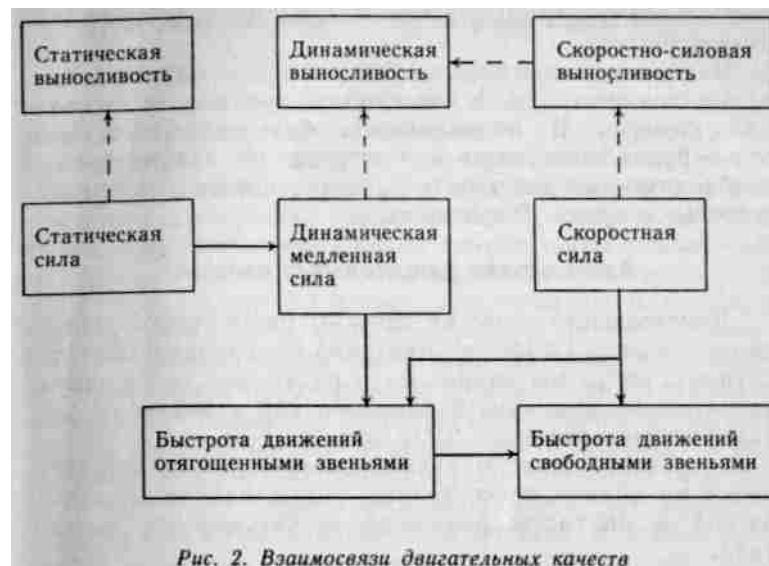 Статическая
выносливость
Динамическая
выносливость
Скоростно-силовая
выносливость
Статическая
сила
Динамическая
медленная
сила
Скоростная
сила
Быстрота движений
отягощенными звеньями
Быстрота движений
свободными звеньями
Рис. 2. Взаимосвязи двигательных качеств